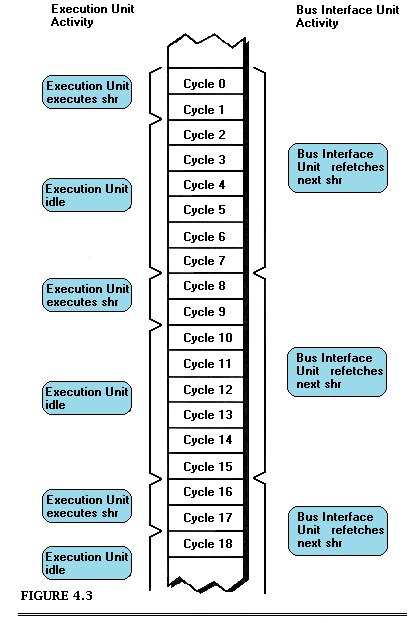 Execution Unit
Activity
Bus Interface Unit
Activity
Execution Unit
executes shr
Cycle 0
Cycle 1
Cycle 2
Cycle 3
Cycle 4
Cycle 5
Cycle 6
Cycle 7
Bus Interface
Unit refetches
next shr
Execution Unit
idle
Execution Unit
executes shr
Cycle 8
Cycle 9
Cycle 10
Cycle 11
Cycle 12
Cycle 13
Cycle 14
Cycle 15
Bus Interface
Unit refetches
next shr
Execution Unit
idle
Execution Unit
executes shr
Cycle 16
Cycle 17
Cycle 18
Bus Interface
Unit refetches
next shr
Execution Unit
idle
FIGURE 4.3